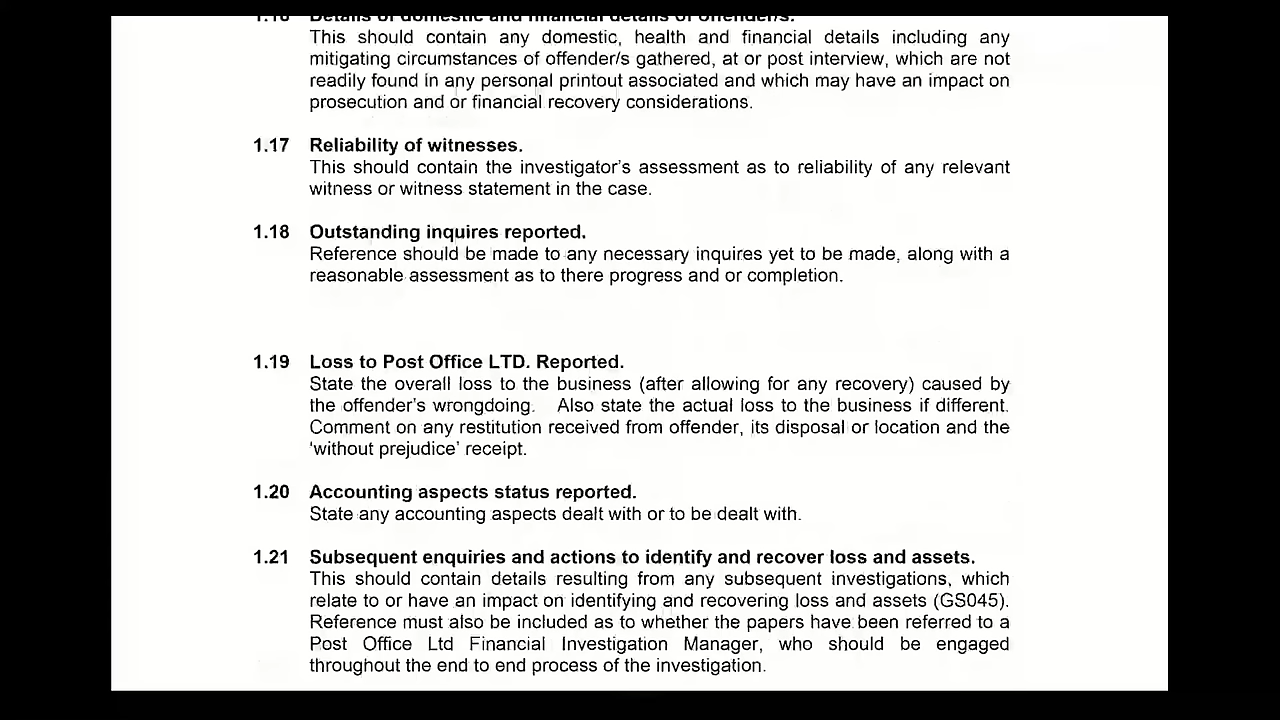 1.16 Details of domestic and financial details of offender/s.
This should contain any domestic, health and financial details including any
mitigating circumstances of offender/s gathered, at or post interview, which are not
readily found in any personal printout associated and which may have an impact on
prosecution and or financial recovery considerations.
1.17 Reliability of witnesses.
This should contain the investigator's assessment as to reliability of any relevant
witness or witness statement in the case.
1.18 Outstanding inquires reported.
Reference should be made to any necessary inquires yet to be made, along with a
reasonable assessment as to there progress and or completion.
1.19 Loss to Post Office LTD. Reported.
State the overall loss to the business (after allowing for any recovery) caused by
the offender's wrongdoing. Also state the actual loss to the business if different.
Comment on any restitution received from offender, its disposal or location and the
'without prejudice' receipt.
1.20 Accounting aspects status reported.
State any accounting aspects dealt with or to be dealt with.
1.21 Subsequent enquiries and actions to identify and recover loss and assets.
This should contain details resulting from any subsequent investigations, which
relate to or have an impact on identifying and recovering loss and assets (GS045).
Reference must also be included as to whether the papers have been referred to a
Post Office Ltd Financial Investigation Manager, who should be engaged
throughout the end to end process of the investigation.